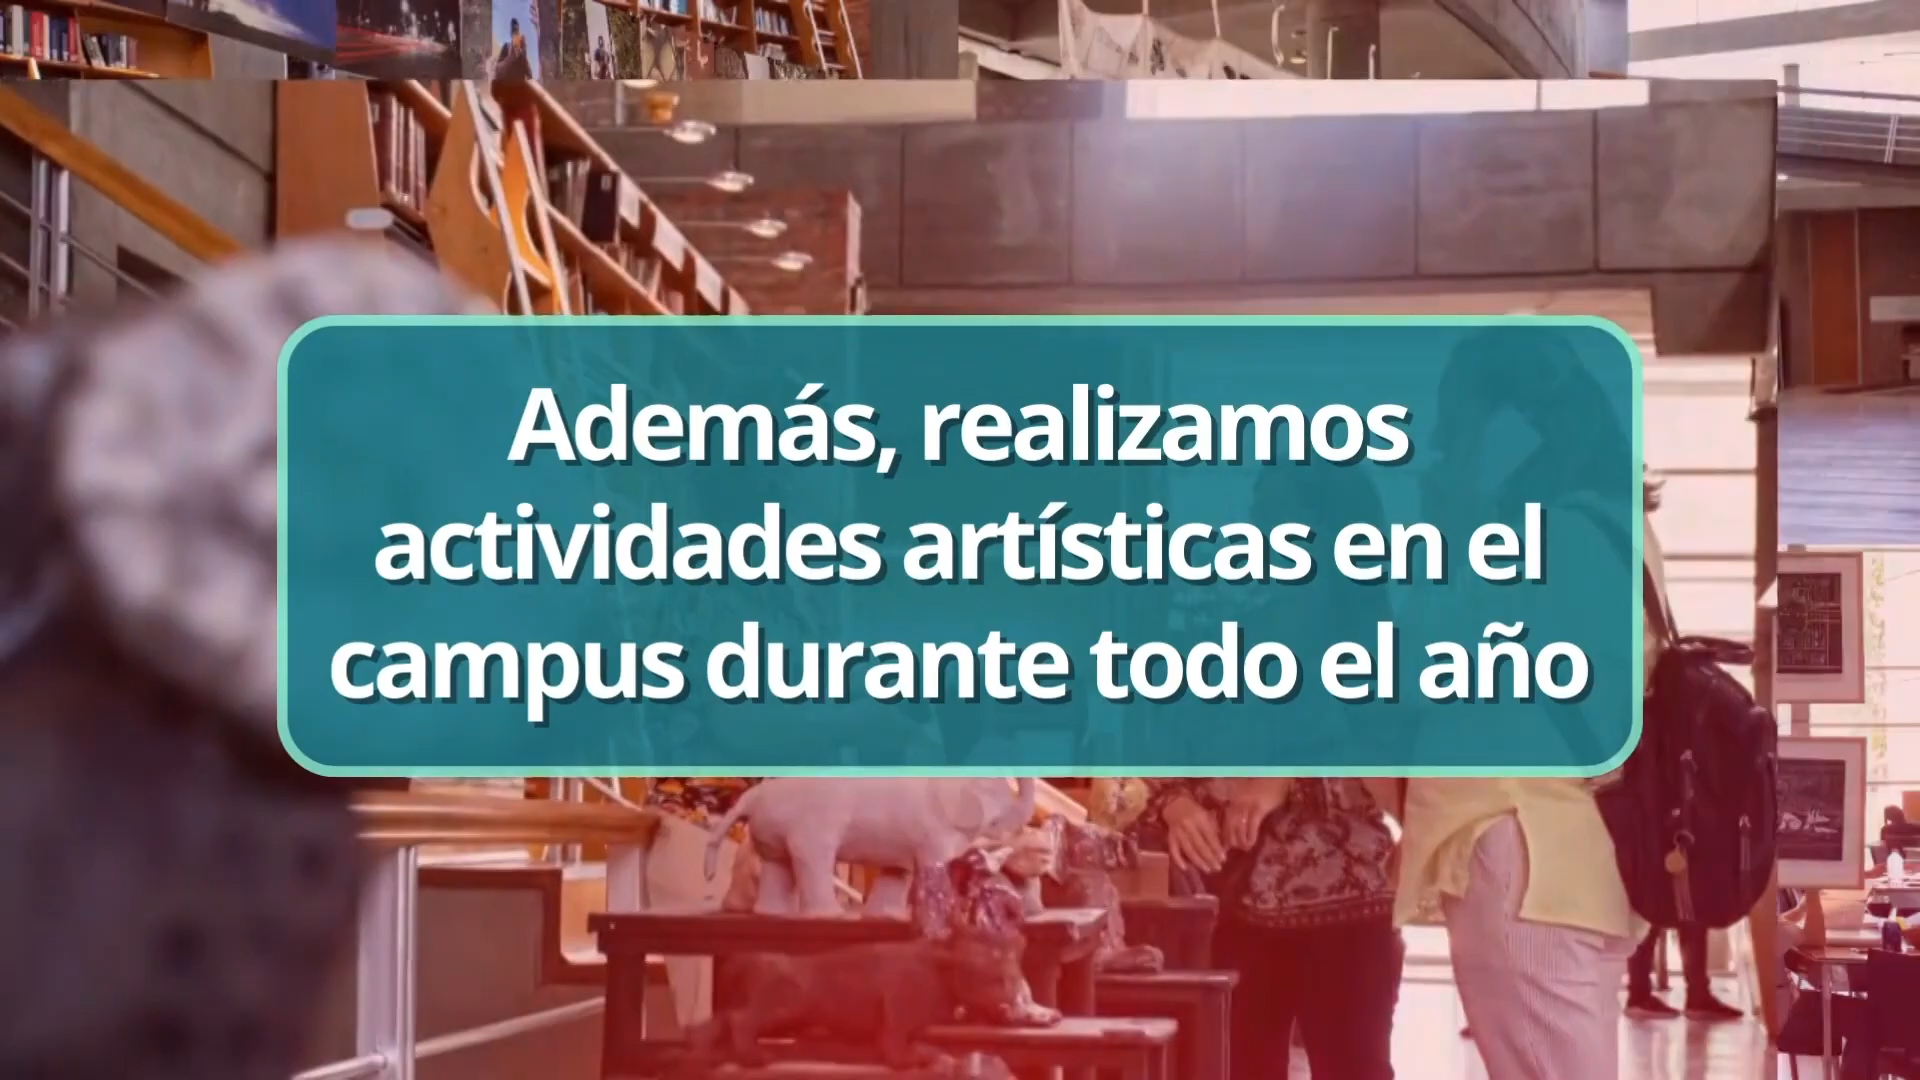 Además, realizamos
actividades artísticas en el
campus durante todo el año